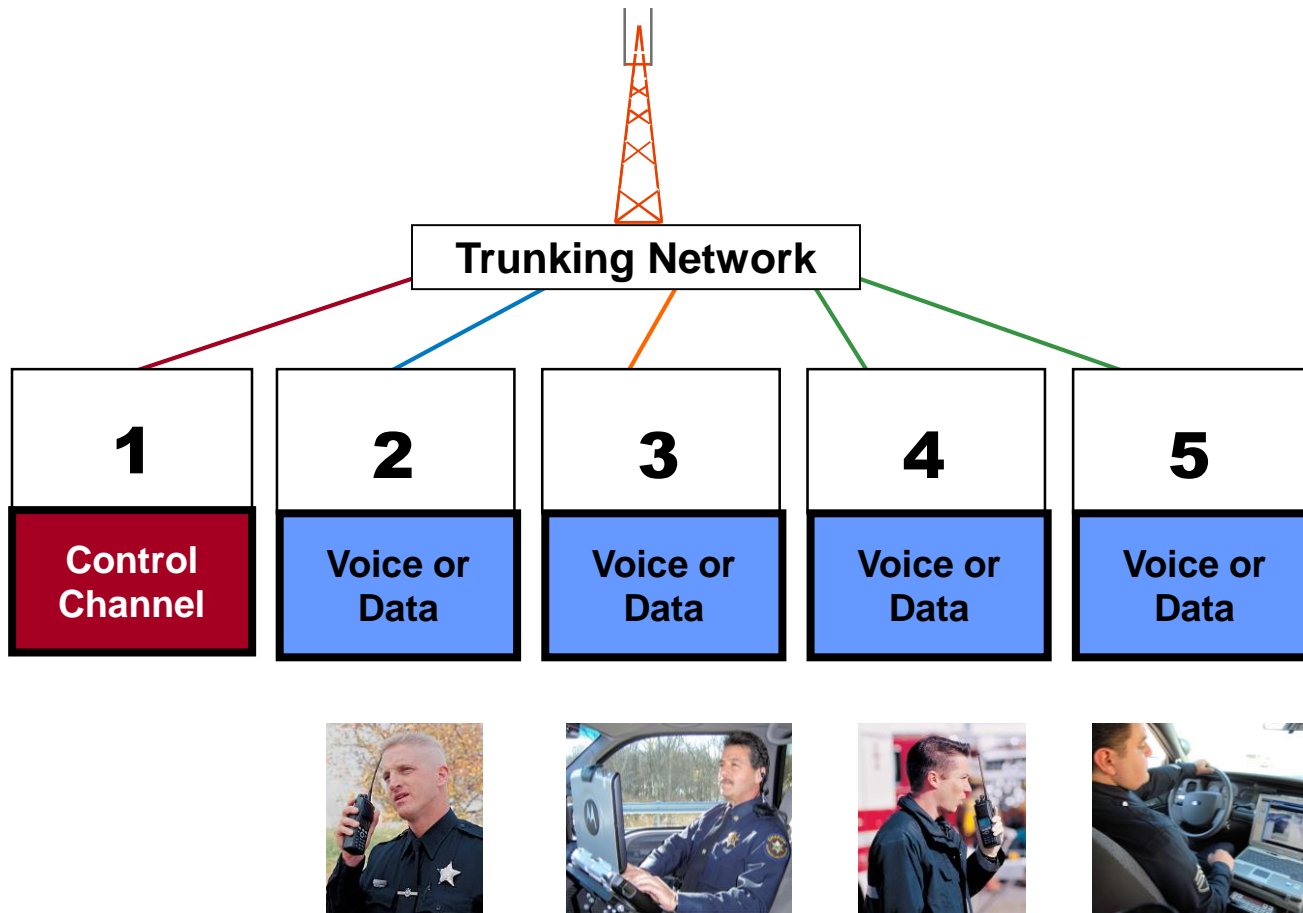 Trunking Network
1
2
3
4
5
Control
Channel
Voice or
Data
Voice or
Data
Voice or
Data
Voice or
Data